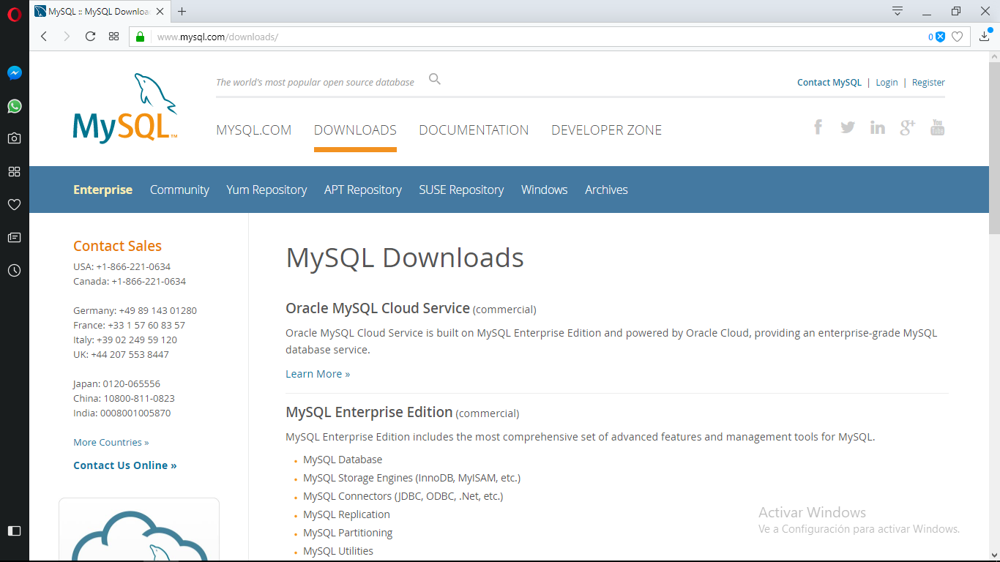 MySQL :: MySQL Downloa
www.mysql.com/downloads/
0
The world's most popular open source database
Contact MySQL | Login | Register
MySQL™
MYSQL.COM DOWNLOADS DOCUMENTATION DEVELOPER ZONE
f in g+ You Tube
Enterprise Community Yum Repository APT Repository SUSE Repository Windows Archives
Contact Sales
USA: +1-866-221-0634
Canada: +1-866-221-0634
Germany: +49 89 143 01280
France: +33 1 57 60 83 57
Italy: +39 02 249 59 120
UK: +44 207 553 8447
Japan: 0120-065556
China: 10800-811-0823
India: 0008001005870
More Countries »
Contact Us Online »
MySQL Downloads
Oracle MySQL Cloud Service (commercial)
Oracle MySQL Cloud Service is built on MySQL Enterprise Edition and powered by Oracle Cloud, providing an enterprise-grade MySQL
database service.
Learn More »
MySQL Enterprise Edition (commercial)
MySQL Enterprise Edition includes the most comprehensive set of advanced features and management tools for MySQL.
• MySQL Database
• MySQL Storage Engines (InnoDB, MyISAM, etc.)
• MySQL Connectors (JDBC, ODBC, .Net, etc.)
• MySQL Replication
• MySQL Partitioning
• MySQL Utilities
Activar Windows
Ve a Configuración para activar Windows.